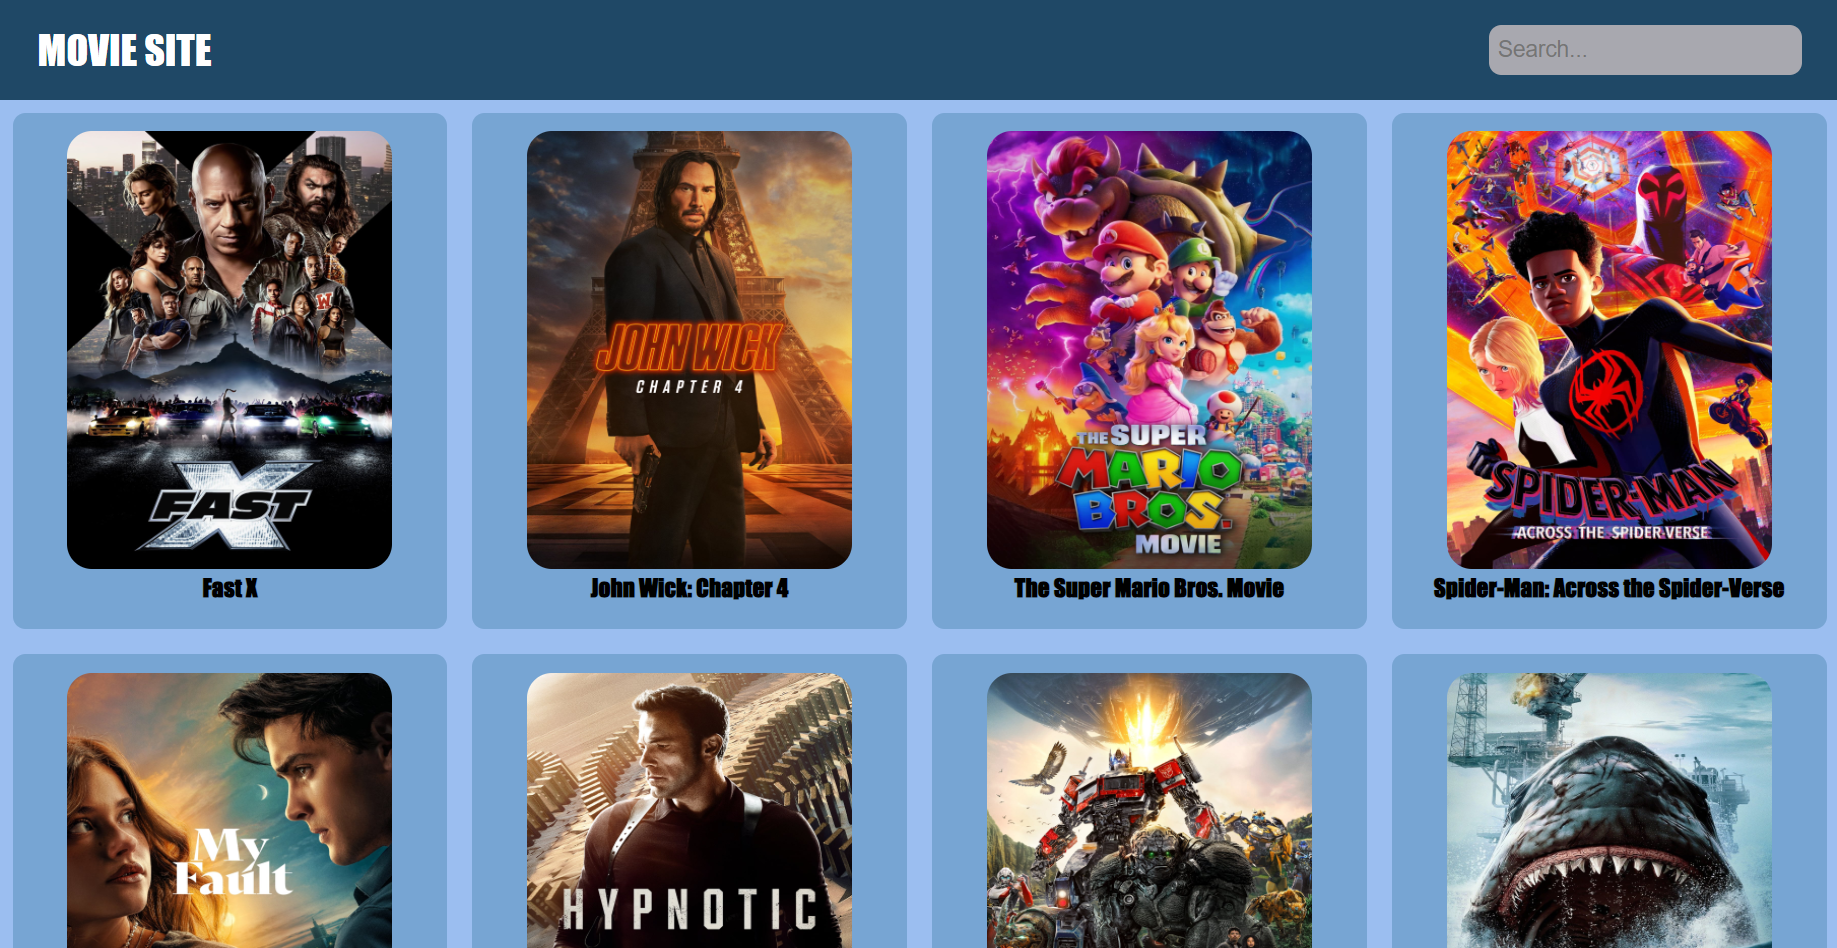 MOVIE SITE
Search...
FAST X
JOHN WICK
CHAPTER 4
THE SUPER
MARIO
BROS.
MOVIE
SPIDER-MAN
ACROSS THE SPIDER-VERSE
Fast X
John Wick: Chapter 4
The Super Mario Bros. Movie
Spider-Man: Across the Spider-Verse
My
Fault
HYPNOTIC